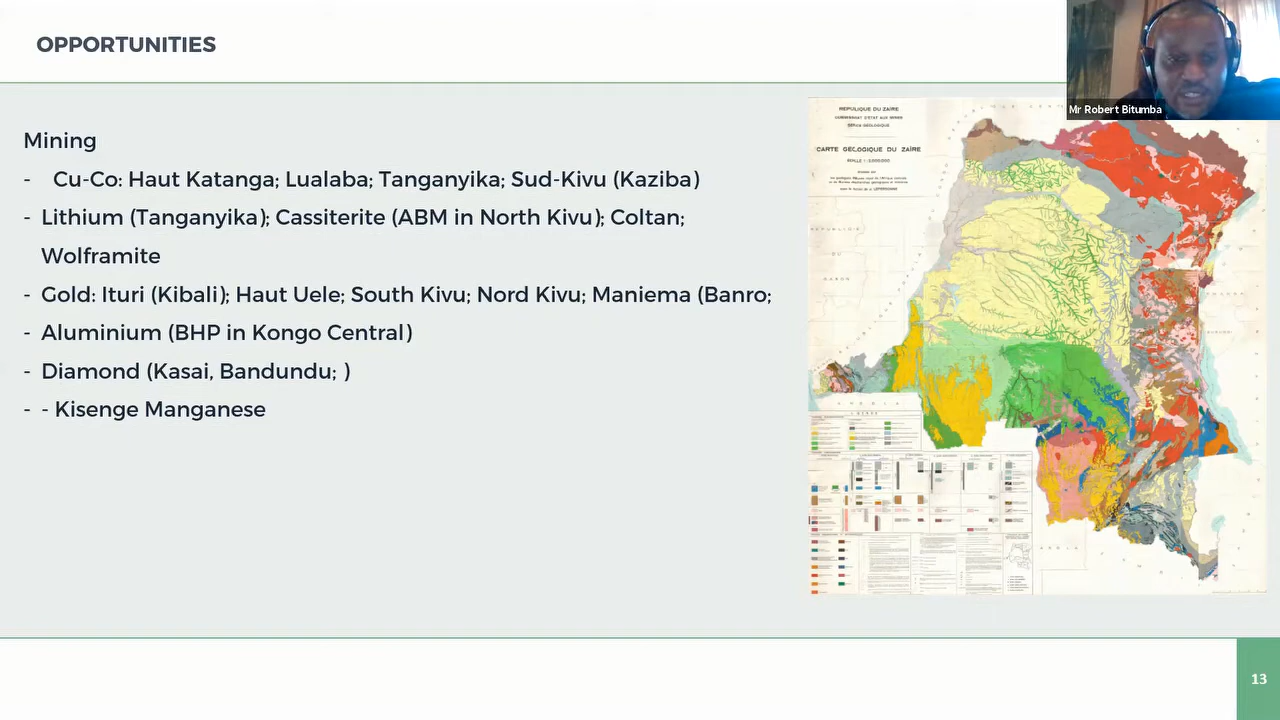 OPPORTUNITIES
Mr Robert Bitumba
Mining
- Cu-Co: Haut Katanga; Lualaba; Tanganyika; Sud-Kivu (Kaziba)
- Lithium (Tanganyika); Cassiterite (ABM in North Kivu); Coltan;
Wolframite
- Gold: Ituri (Kibali); Haut Uele; South Kivu; Nord Kivu; Maniema (Banro;
- Aluminium (BHP in Kongo Central)
- Diamond (Kasai, Bandundu; )
- - Kisenge Manganese
REPUBLIQUE DU ZAÏRE
CARTE GEOLOGIQUE DU ZAÏRE
13